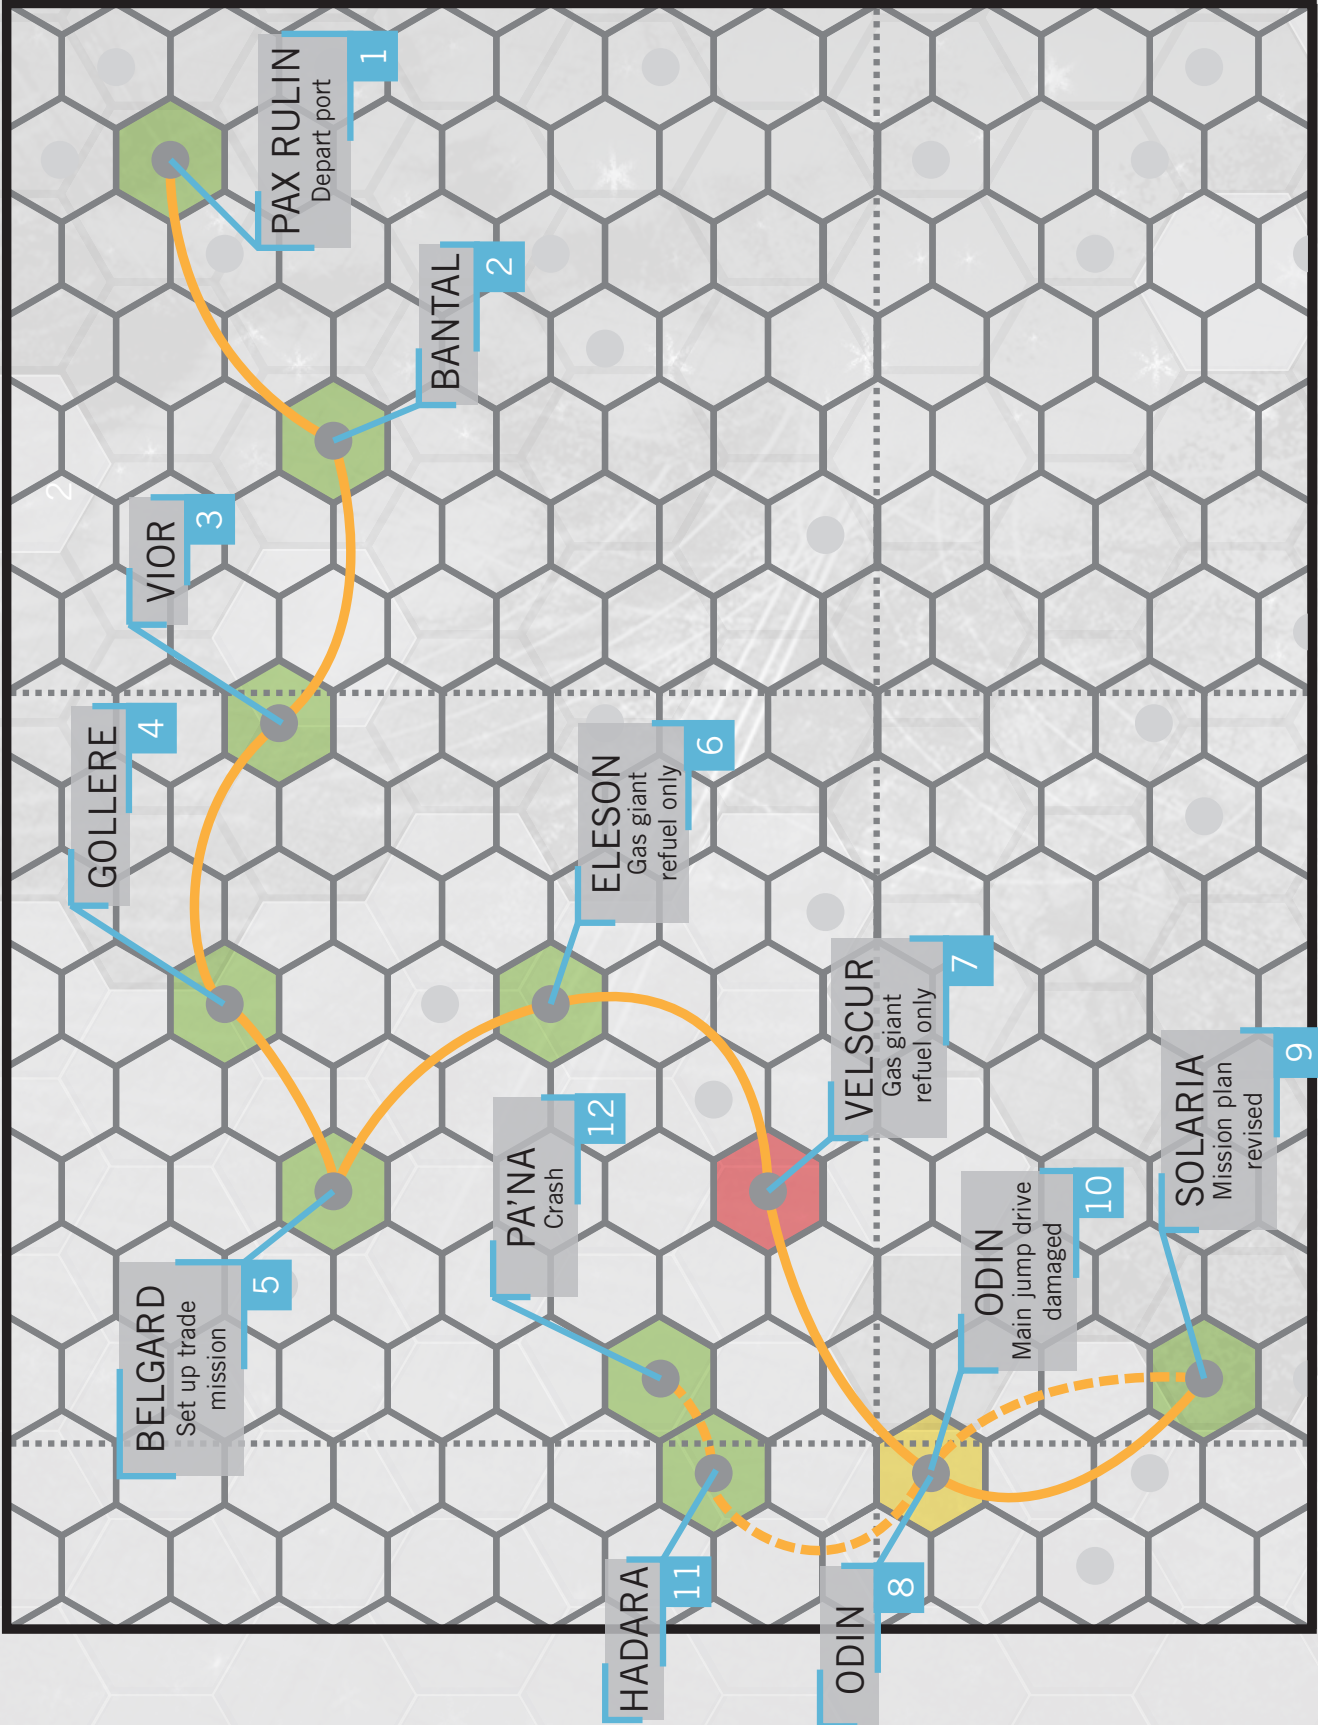 PAX RULIN
Depart port
1
BANTAL
2
VIOR
3
GOLLERE
4
BELGARD
Set up trade
mission
5
ELESON
Gas giant
refuel only
6
VELSCUR
Gas giant
refuel only
7
ODIN
8
SOLARIA
Mission plan
revised
9
ODIN
Main jump drive
damaged
10
HADARA
11
PA'NA
Crash
12
2